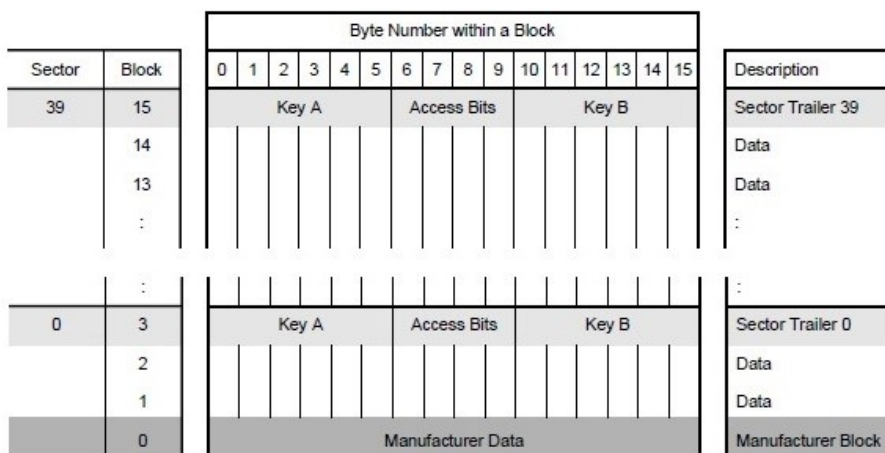 Byte Number within a Block
Sector Block 0 1 2 3 4 5 6 7 8 9 10 11 12 13 14 15 Description
39 15 Key A Access Bits Key B Sector Trailer 39
14 Data
13 Data
: :
: :
0 3 Key A Access Bits Key B Sector Trailer 0
2 Data
1 Data
0 Manufacturer Data Manufacturer Block